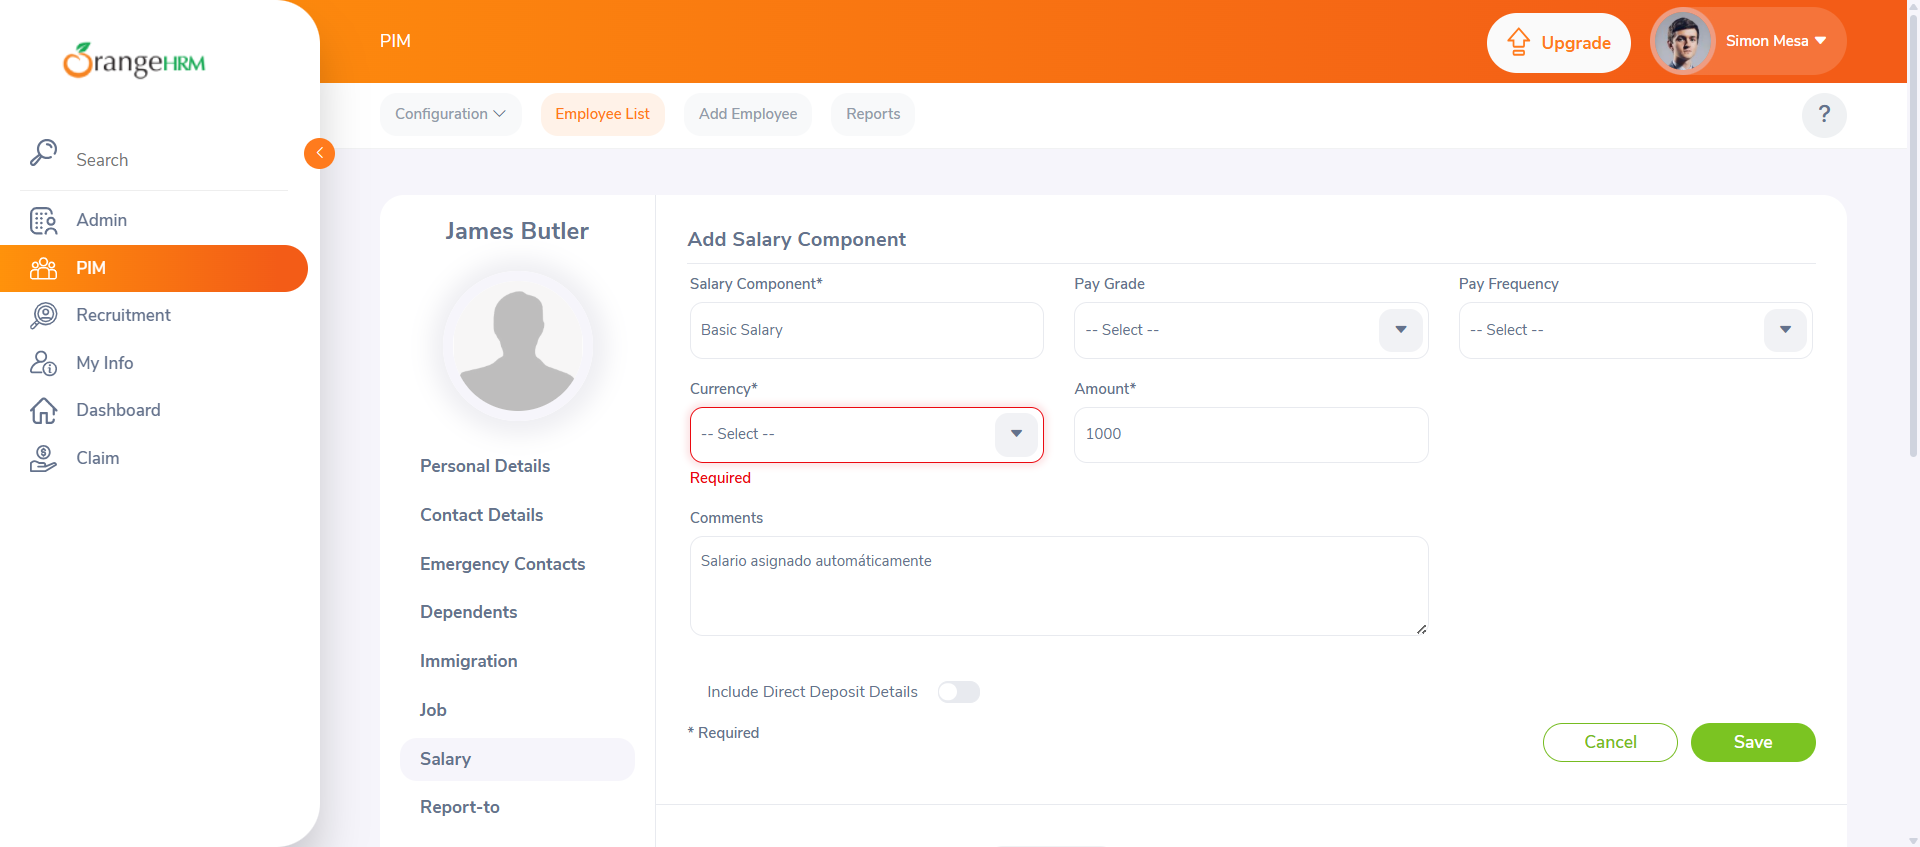 OrangeHRM
PIM
Upgrade
Simon Mesa
Configuration
Employee List
Add Employee
Reports
?
Search
Admin
PIM
Recruitment
My Info
Dashboard
Claim
James Butler
Personal Details
Contact Details
Emergency Contacts
Dependents
Immigration
Job
Salary
Report-to
Add Salary Component
Salary Component*
Pay Grade
Pay Frequency
Basic Salary
-- Select --
-- Select --
Currency*
Amount*
-- Select --
1000
Required
Comments
Salario asignado automáticamente
Include Direct Deposit Details
* Required
Cancel
Save